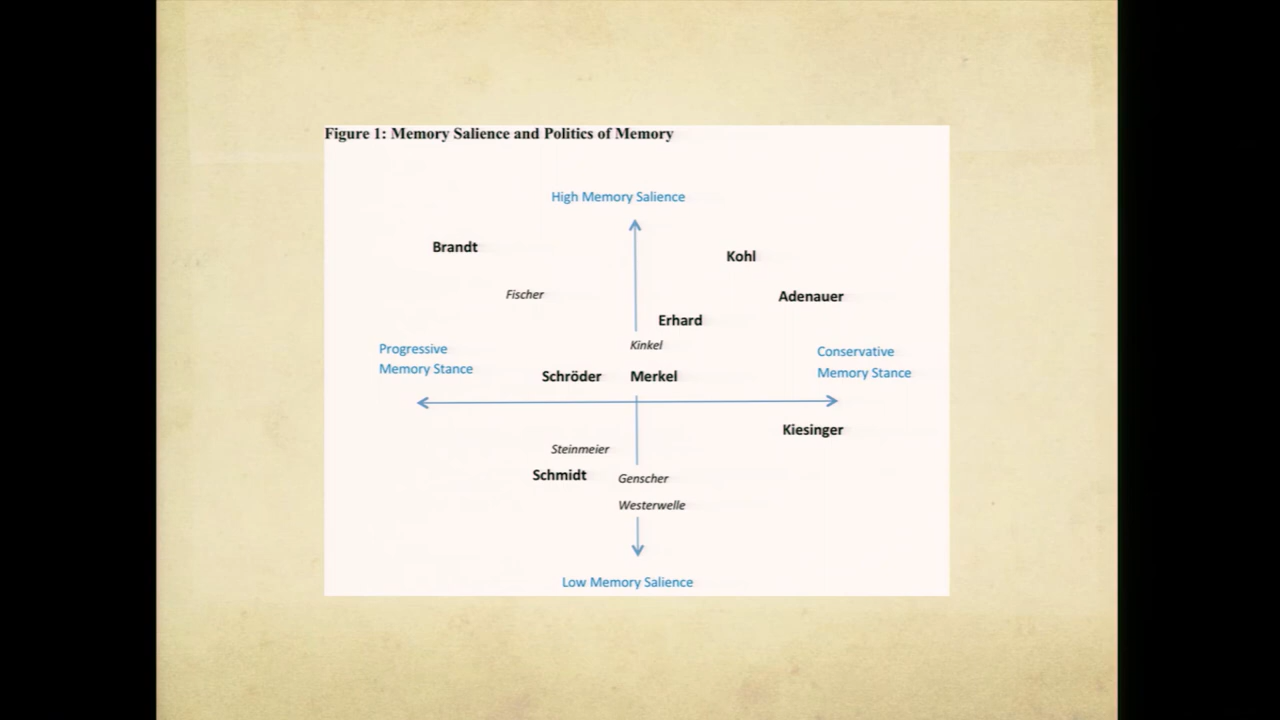 Figure 1: Memory Salience and Politics of Memory
High Memory Salience
Brandt
Kohl
Fischer
Adenauer
Erhard
Kinkel
Progressive
Memory Stance
Conservative
Memory Stance
Schröder
Merkel
Kiesinger
Steinmeier
Schmidt
Genscher
Westerwelle
Low Memory Salience